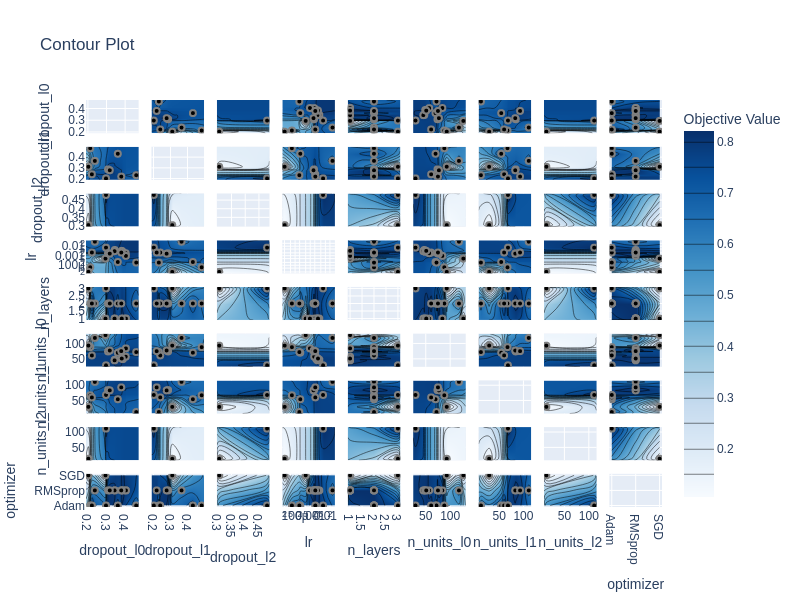 Contour Plot
Objective Value
0.8
0.7
0.6
0.5
0.4
0.3
0.2
dropout_l0
0.4
0.3
0.2
0.4
0.3
0.2
dropout_l2
0.45
0.4
0.35
0.3
lr
0.01
0.001
n_layers
3
2.5
2
1.5
1
n_units_l0
100
50
n_units_l1
100
50
n_units_l2
100
50
optimizer
SGD
RMSprop
Adam
0.2
0.3
0.4
dropout_l0
0.2
0.3
0.4
dropout_l1
0.3
0.35
0.4
0.45
dropout_l2
lr
1
1.5
2
2.5
3
n_layers
50
100
n_units_l0
50
100
n_units_l1
50
100
n_units_l2
Adam
RMSprop
SGD
optimizer